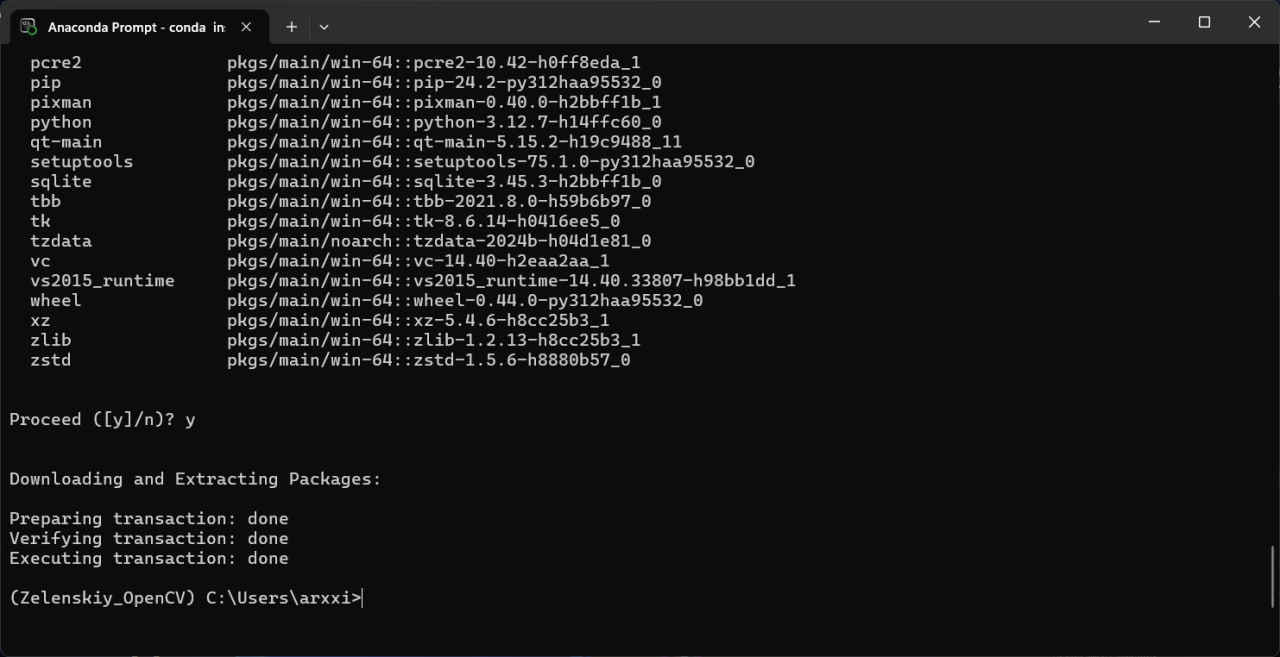 Anaconda Prompt - conda in
pcre2 pkgs/main/win-64::pcre2-10.42-h0ff8eda_1
pip pkgs/main/win-64::pip-24.2-py312haa95532_0
pixman pkgs/main/win-64::pixman-0.40.0-h2bbff1b_1
python pkgs/main/win-64::python-3.12.7-h14ffc60_0
qt-main pkgs/main/win-64::qt-main-5.15.2-h19c9488_11
setuptools pkgs/main/win-64::setuptools-75.1.0-py312haa95532_0
sqlite pkgs/main/win-64::sqlite-3.45.3-h2bbff1b_0
tbb pkgs/main/win-64::tbb-2021.8.0-h59b6b97_0
tk pkgs/main/win-64::tk-8.6.14-h0416ee5_0
tzdata pkgs/main/noarch::tzdata-2024b-h04d1e81_0
vc pkgs/main/win-64::vc-14.40-h2eaa2aa_1
vs2015_runtime pkgs/main/win-64::vs2015_runtime-14.40.33807-h98bb1dd_1
wheel pkgs/main/win-64::wheel-0.44.0-py312haa95532_0
xz pkgs/main/win-64::xz-5.4.6-h8cc25b3_1
zlib pkgs/main/win-64::zlib-1.2.13-h8cc25b3_1
zstd pkgs/main/win-64::zstd-1.5.6-h8880b57_0
Proceed ([y]/n)? y
Downloading and Extracting Packages:
Preparing transaction: done
Verifying transaction: done
Executing transaction: done
(Zelenskiy_OpenCV) C:\Users\arxxi>